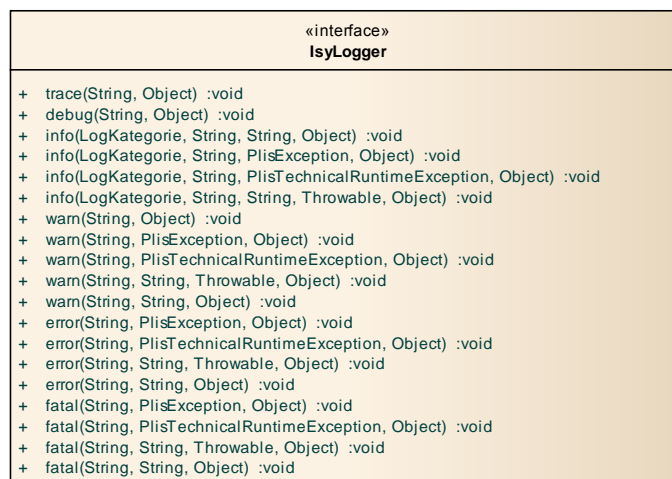 «interface»
IsyLogger
+ trace(String, Object) :void
+ debug(String, Object) :void
+ info(LogKategorie, String, String, Object) :void
+ info(LogKategorie, String, PlisException, Object) :void
+ info(LogKategorie, String, PlisTechnicalRuntimeException, Object) :void
+ info(LogKategorie, String, String, Throwable, Object) :void
+ warn(String, Object) :void
+ warn(String, PlisException, Object) :void
+ warn(String, PlisTechnicalRuntimeException, Object) :void
+ warn(String, String, Throwable, Object) :void
+ warn(String, String, Object) :void
+ error(String, PlisException, Object) :void
+ error(String, PlisTechnicalRuntimeException, Object) :void
+ error(String, String, Throwable, Object) :void
+ error(String, String, Object) :void
+ fatal(String, PlisException, Object) :void
+ fatal(String, PlisTechnicalRuntimeException, Object) :void
+ fatal(String, String, Throwable, Object) :void
+ fatal(String, String, Object) :void